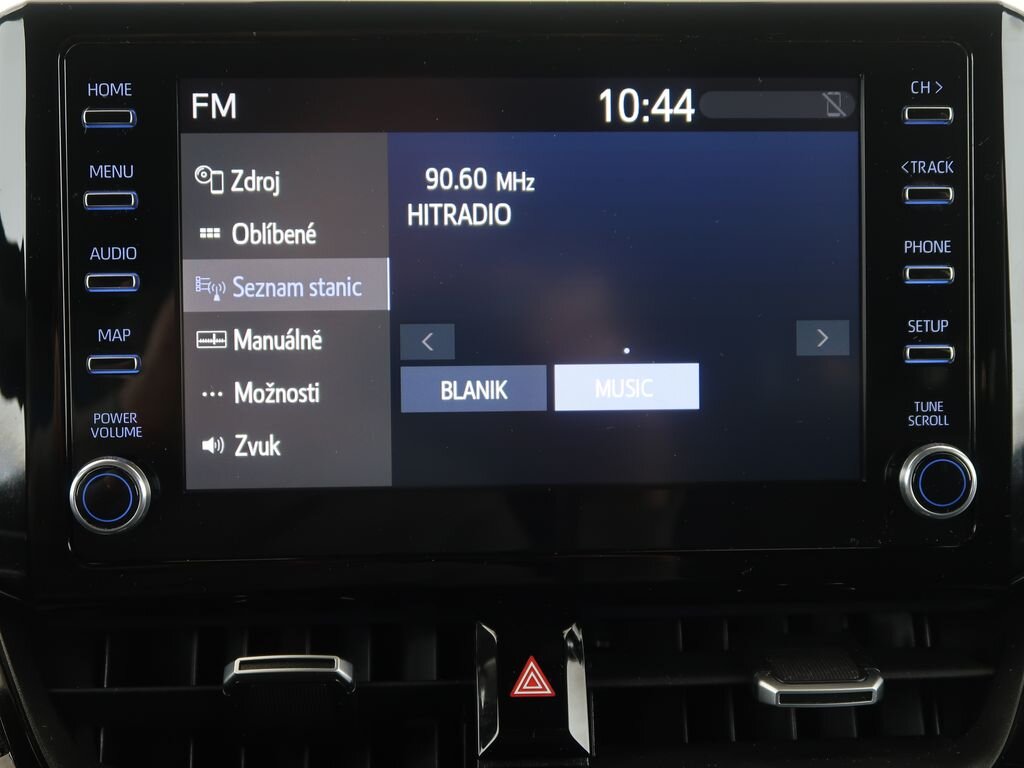 HOME
MENU
AUDIO
MAP
POWER
VOLUME
FM
10:44
Zdroj
Oblíbené
Seznam stanic
Manuálně
Možnosti
Zvuk
90.60 MHz
HITRADIO
BLANIK
MUSIC
CH >
< TRACK
PHONE
SETUP
TUNE
SCROLL